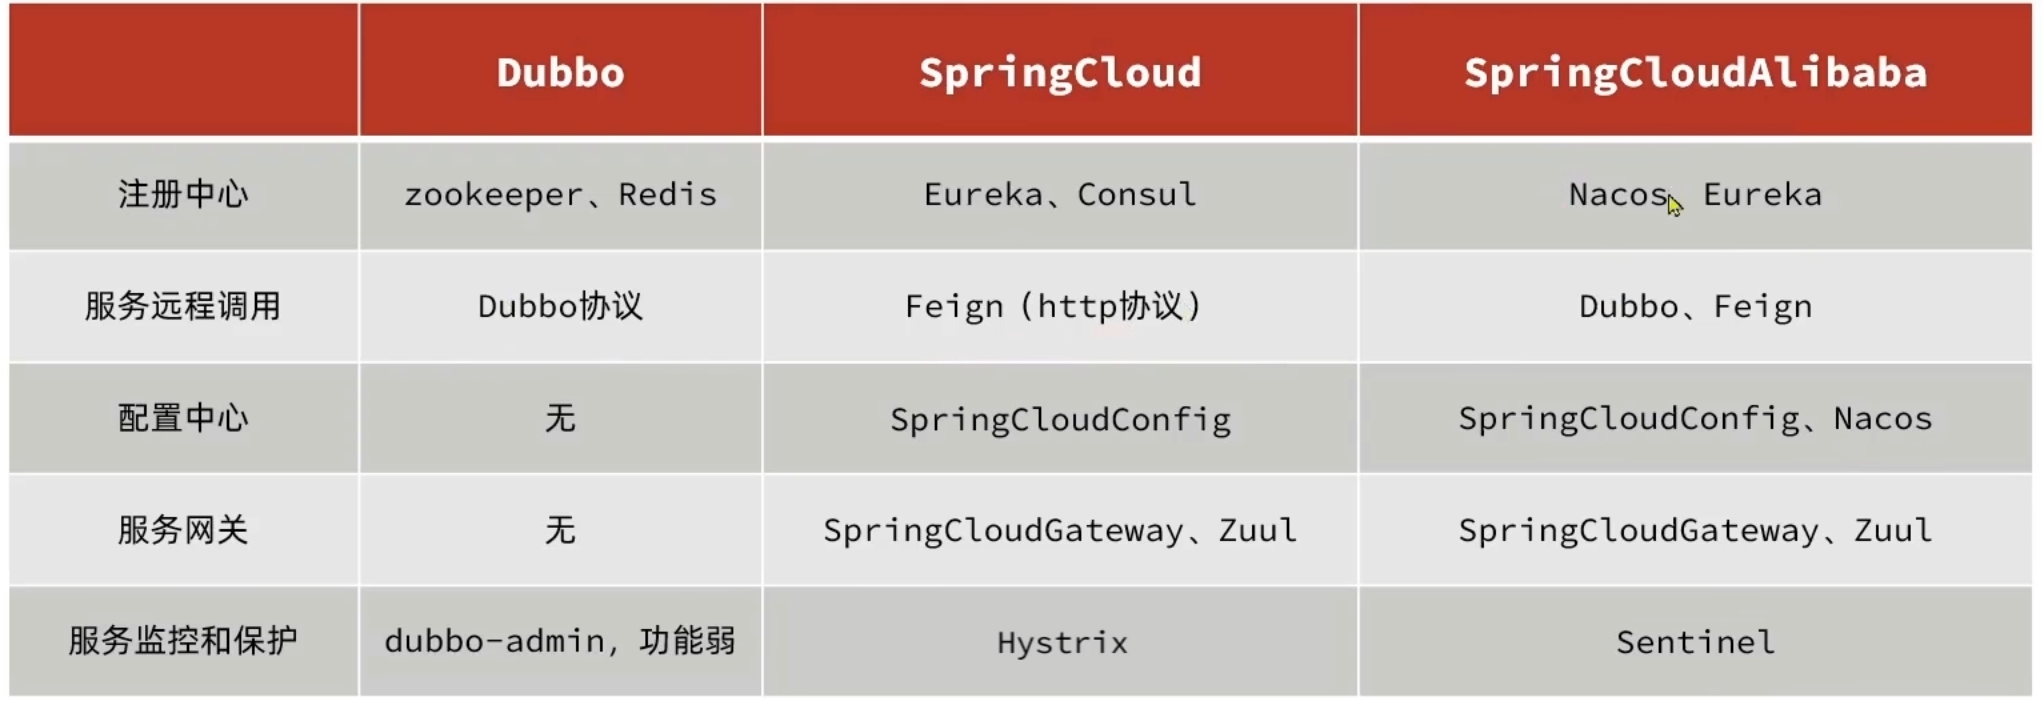 Dubbo SpringCloud SpringCloudAlibaba
注册中心 zookeeper、Redis Eureka、Consul Nacos、Eureka
服务远程调用 Dubbo协议 Feign（http协议） Dubbo、Feign
配置中心 无 SpringCloudConfig SpringCloudConfig、Nacos
服务网关 无 SpringCloudGateway、Zuul SpringCloudGateway、Zuul
服务监控和保护 dubbo-admin，功能弱 Hystrix Sentinel